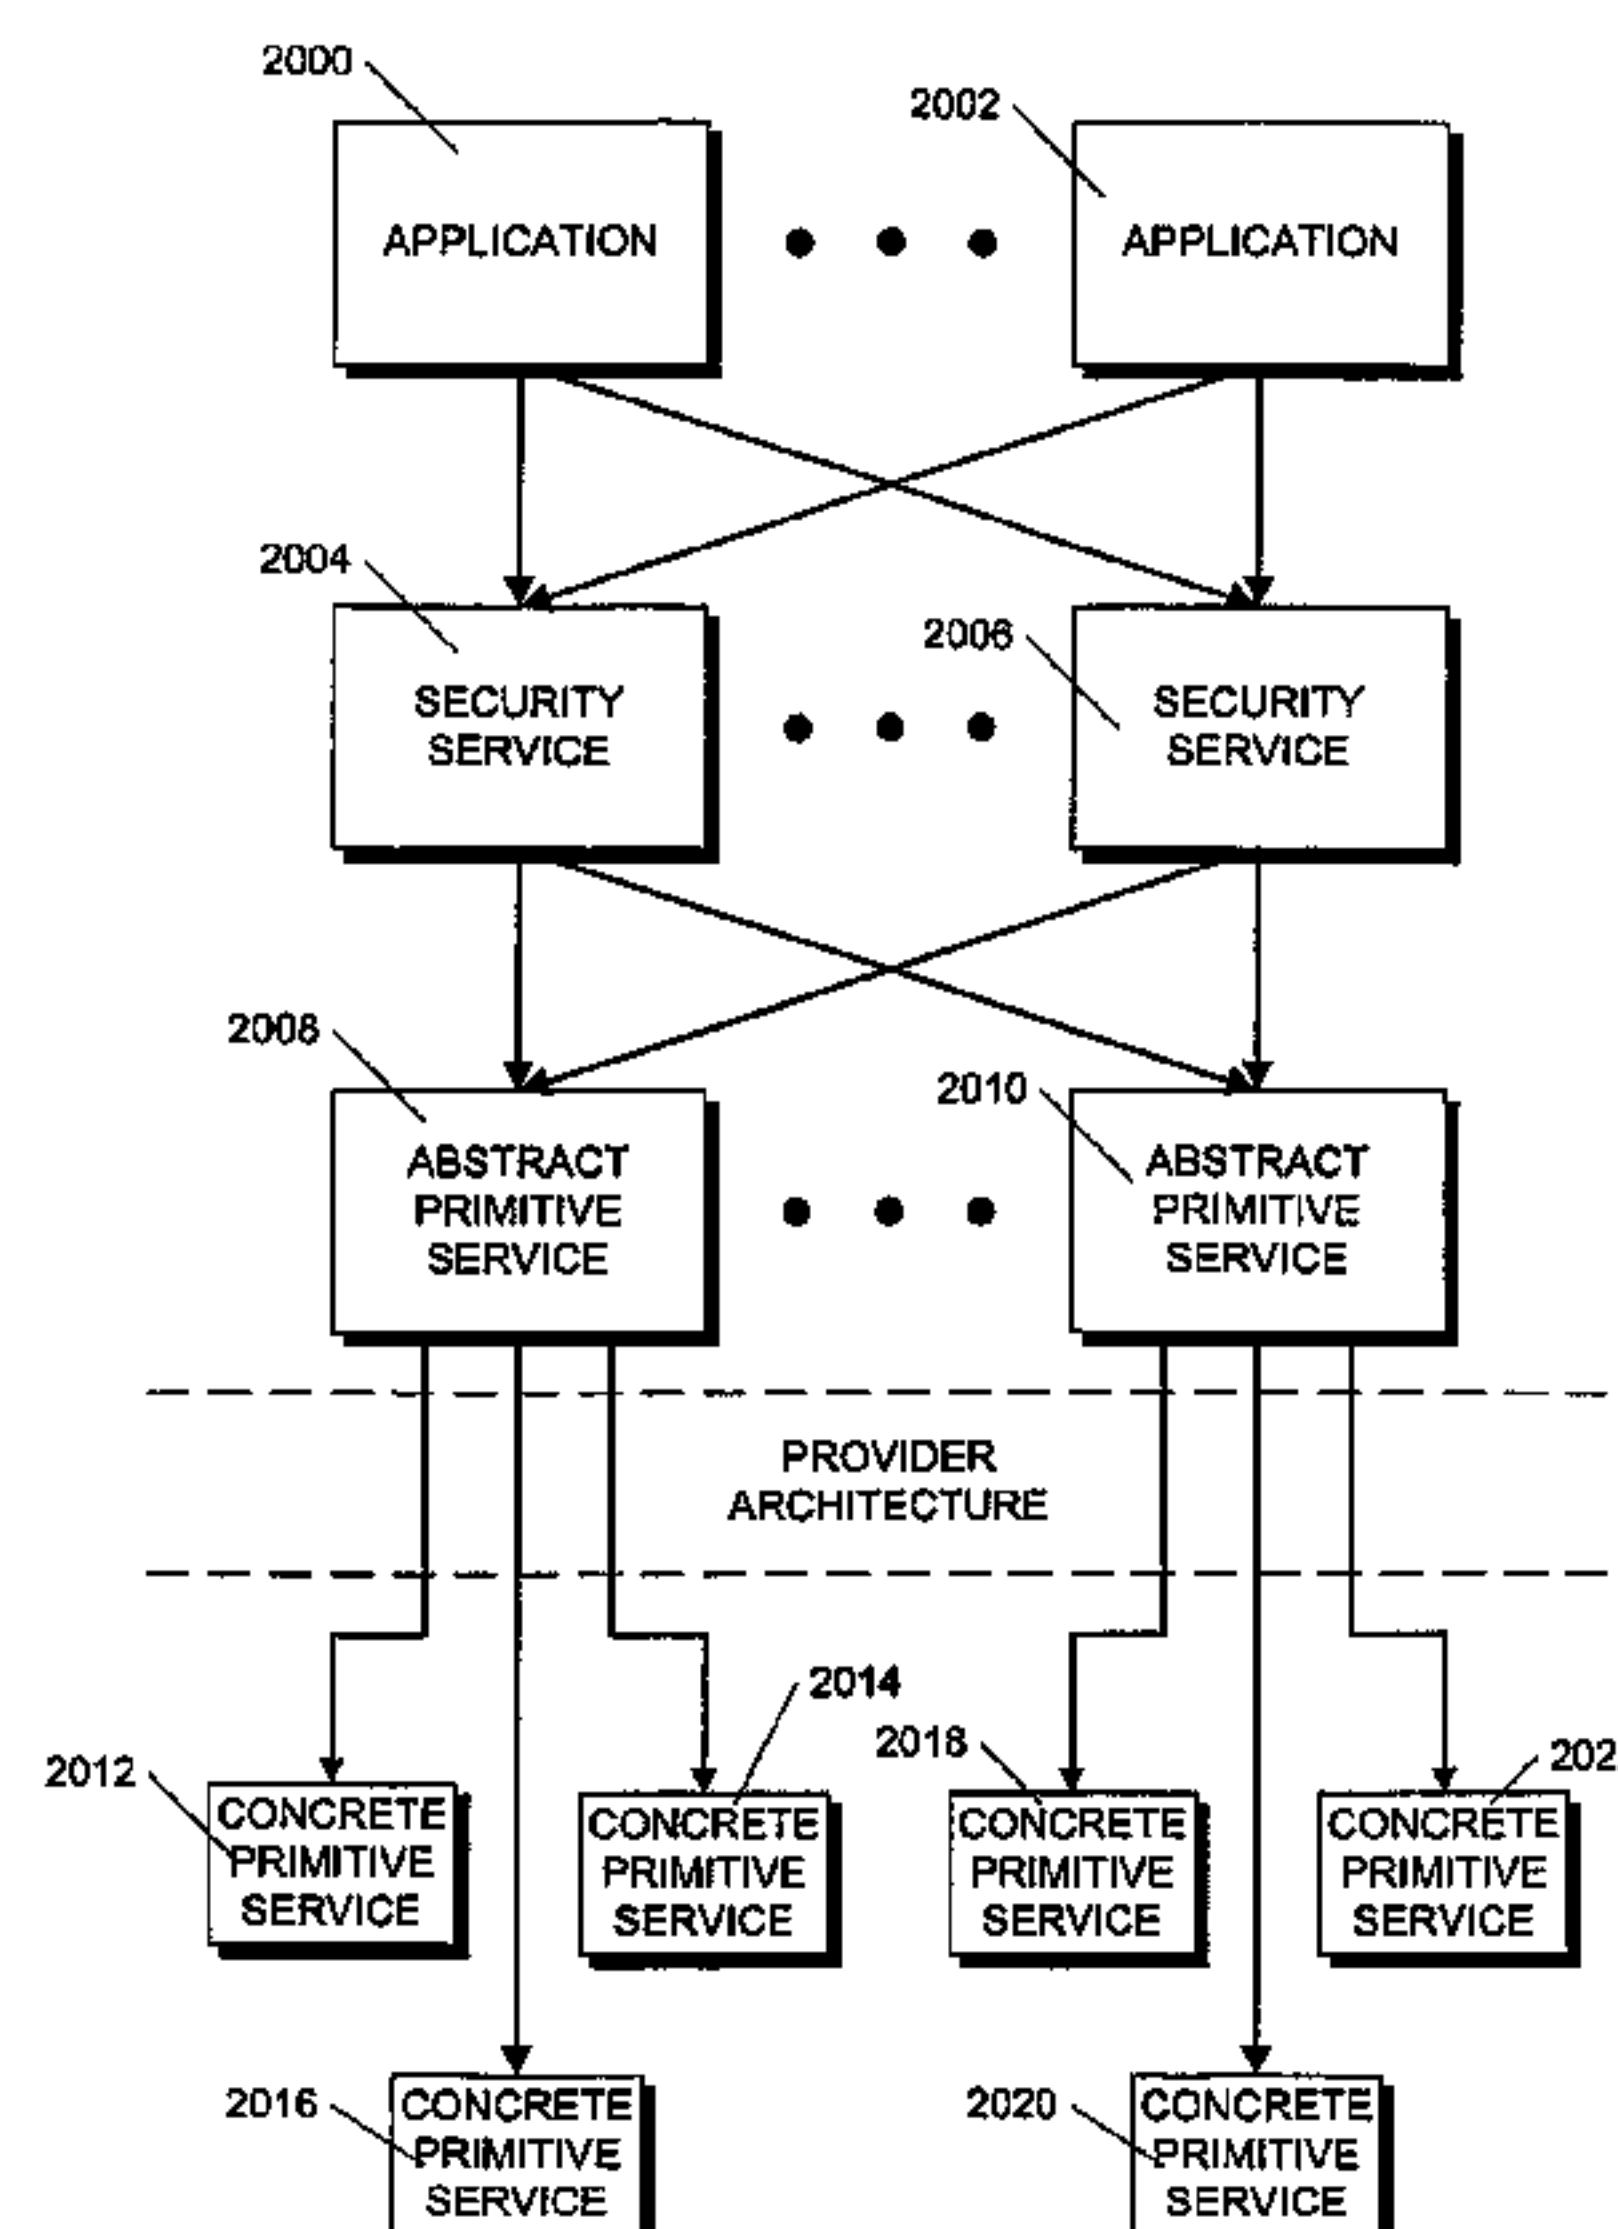 2000
2002
APPLICATION
APPLICATION
2004
2006
SECURITY
SERVICE
SECURITY
SERVICE
2008
2010
ABSTRACT
PRIMITIVE
SERVICE
ABSTRACT
PRIMITIVE
SERVICE
PROVIDER
ARCHITECTURE
2012
2014
2018
202
CONCRETE
PRIMITIVE
SERVICE
CONCRETE
PRIMITIVE
SERVICE
CONCRETE
PRIMITIVE
SERVICE
CONCRETE
PRIMITIVE
SERVICE
2016
2020
CONCRETE
PRIMITIVE
SERVICE
CONCRETE
PRIMITIVE
SERVICE